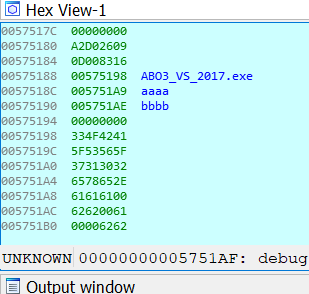 Hex View-1
0057517C 00000000
00575180 A2D02609
00575184 0D008316
00575188 00575198 ABO3_VS_2017.exe
0057518C 005751A9 aaaa
00575190 005751AE bbbb
00575194 00000000
00575198 334F4241
0057519C 5F53565F
005751A0 37313032
005751A4 6578652E
005751A8 61616100
005751AC 62620061
005751B0 00006262
UNKNOWN 00000000005751AF: debug
Output window